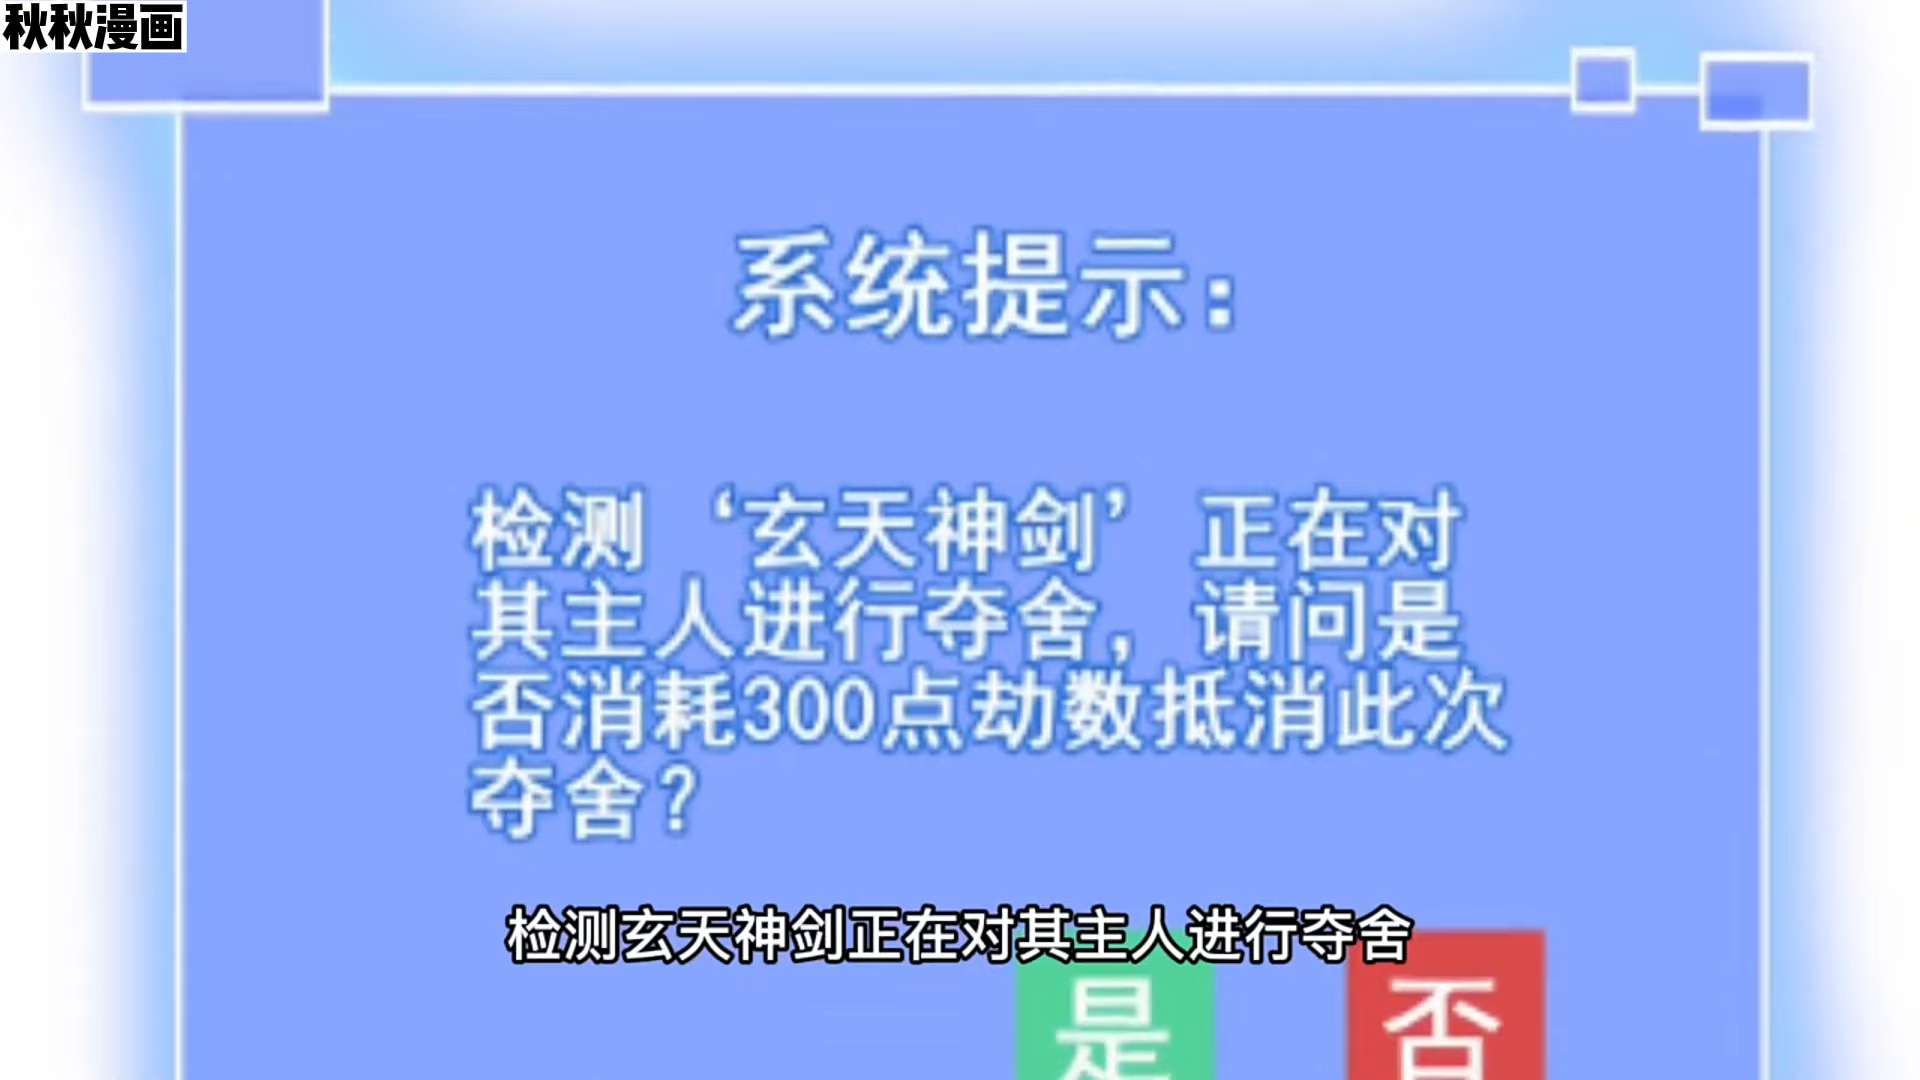 秋秋漫画
系统提示：
检测‘玄天神剑’正在对
其主人进行夺舍，请问是
否消耗300点劫数抵消此次
夺舍？
检测玄天神剑正在对其主人进行夺舍
是
否